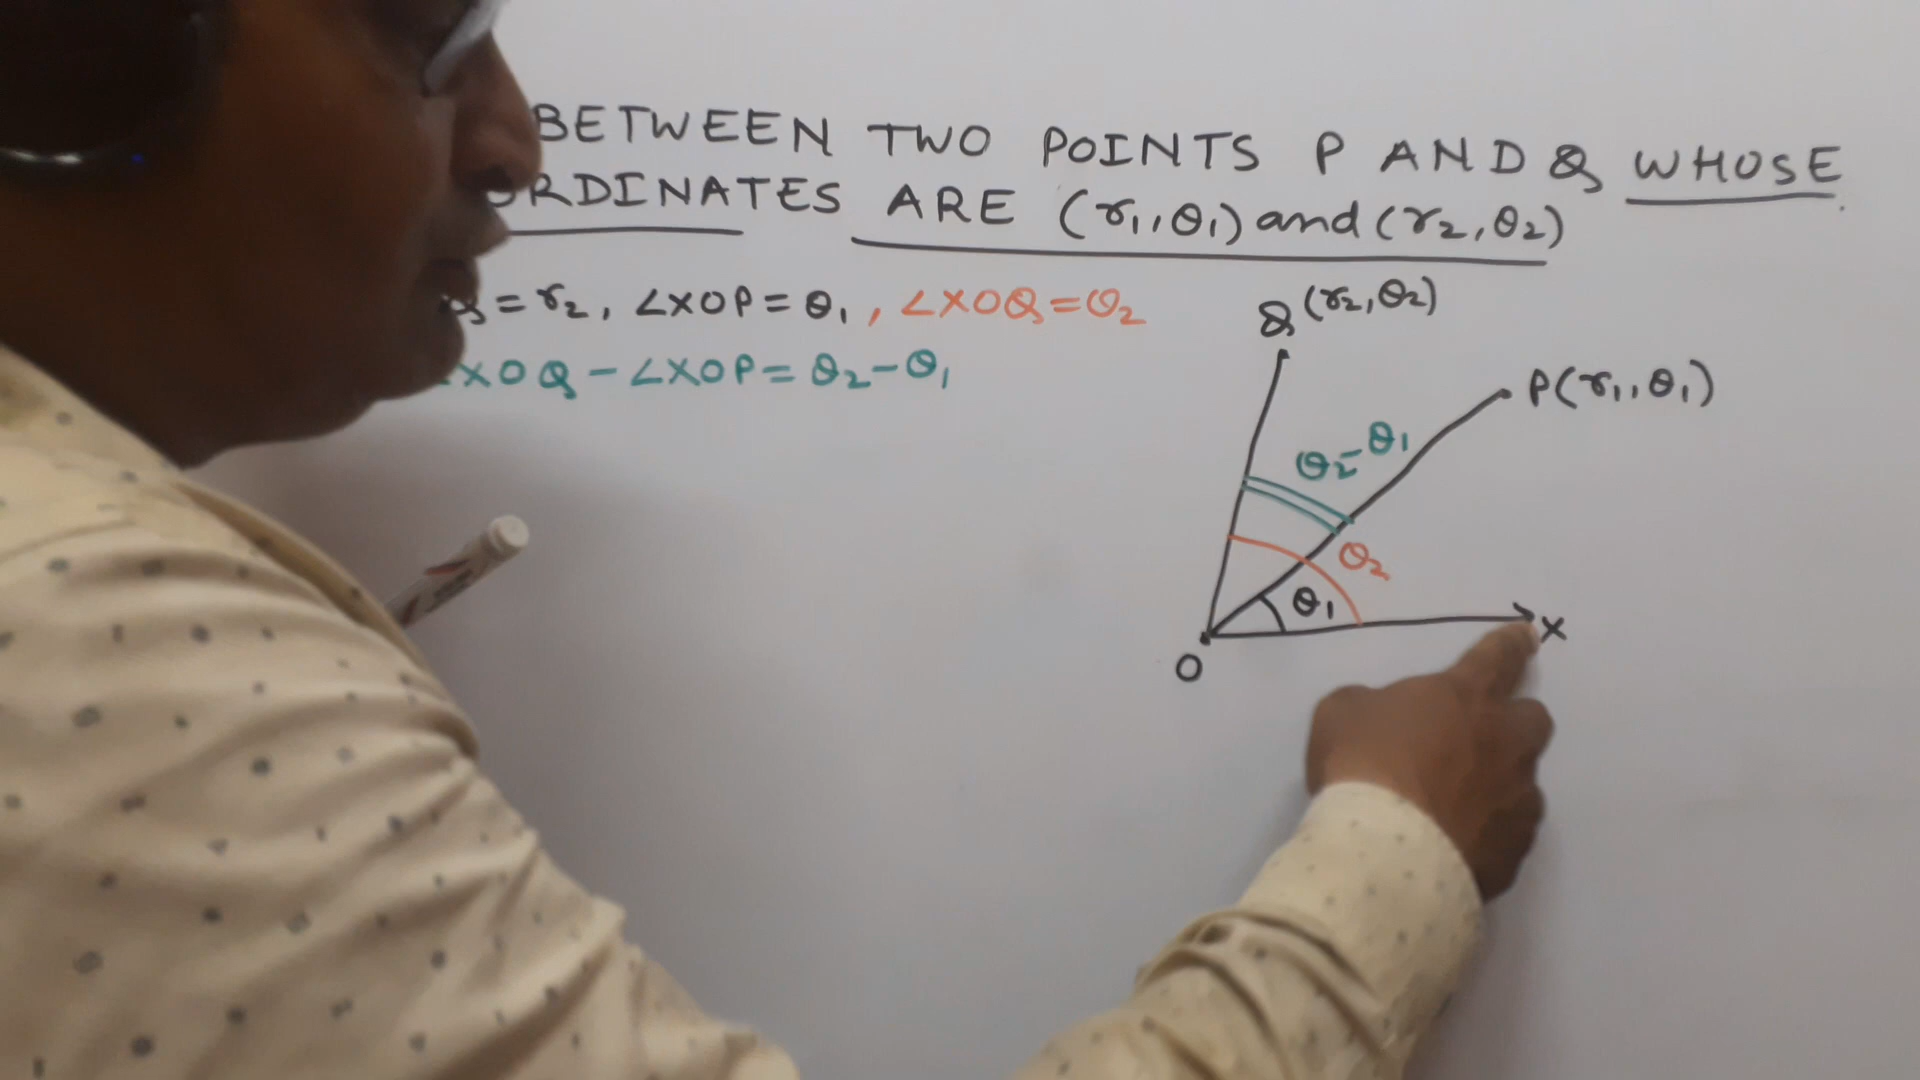 BETWEEN TWO POINTS P AND Q WHOSE
ORDINATES ARE (r1, θ1) and (r2, θ2)
Q = r2, ∠XOP = θ1, ∠XOQ = θ2
∠XOQ - ∠XOP = θ2 - θ1
Q (r2, θ2)
P(r1, θ1)
θ2 - θ1
θ2
θ1
X
O